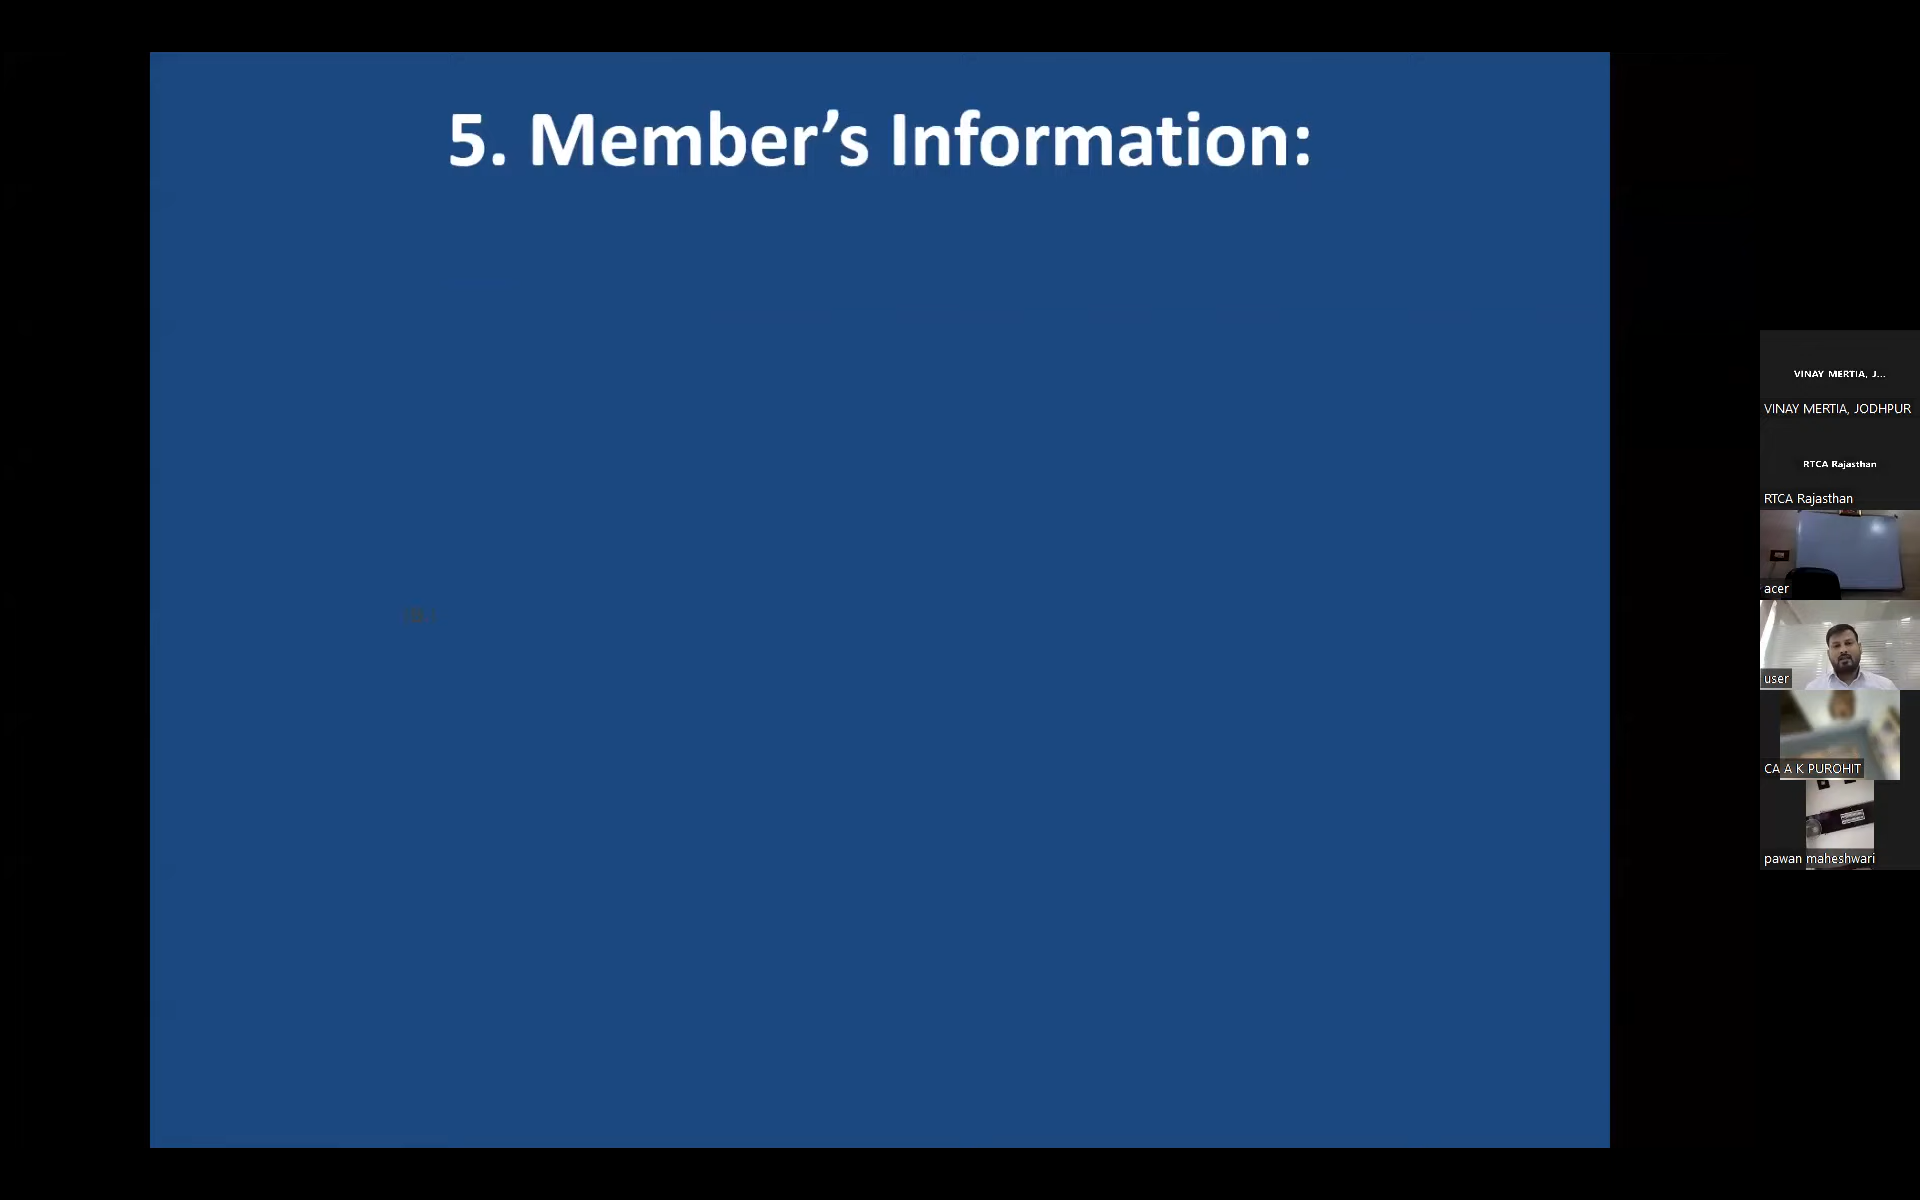 5. Member’s Information:
VINAY MERTIA, J...
VINAY MERTIA, JODHPUR
RTCA Rajasthan
RTCA Rajasthan
acer
user
CA A K PUROHIT
pawan maheshwari